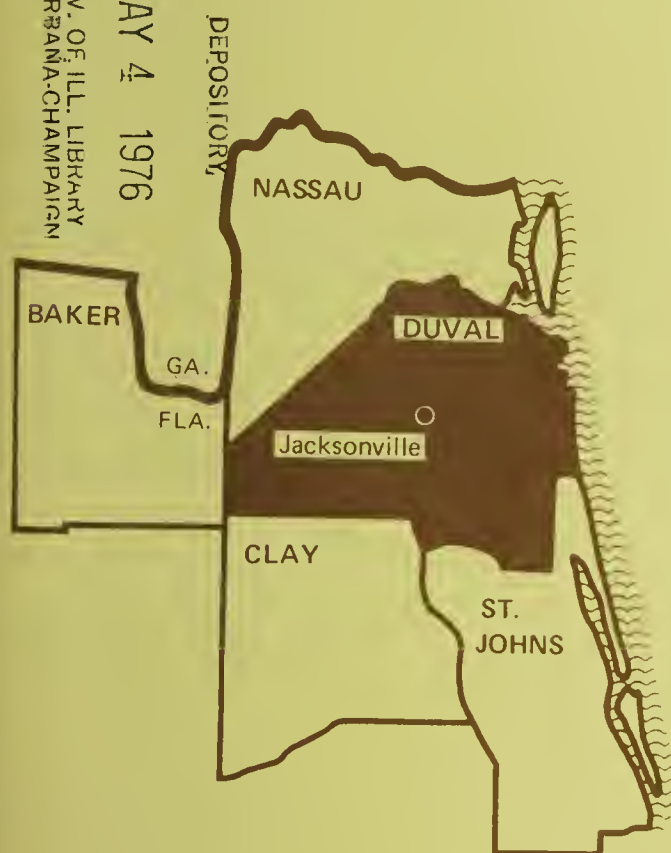 DEPOSITORY
AY 4 1976
V. OF ILL. LIBRARY
RBANA-CHAMPAIGN
NASSAU
BAKER
DUVAL
GA.
FLA.
Jacksonville
CLAY
ST.
JOHNS